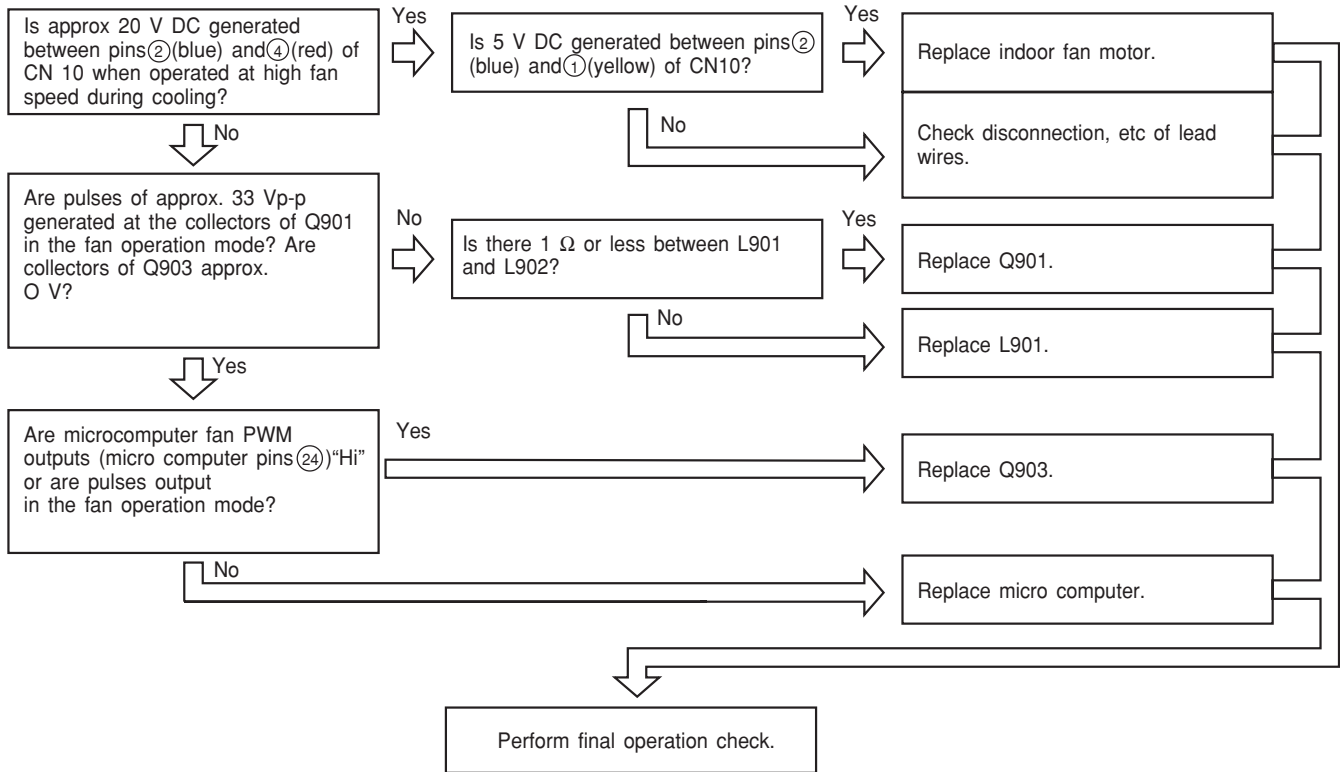 Is approx 20 V DC generated
between pins②(blue) and④(red) of
CN 10 when operated at high fan
speed during cooling?
Yes
Is 5 V DC generated between pins②
(blue) and①(yellow) of CN10?
Yes
Replace indoor fan motor.
No
No
Check disconnection, etc of lead
wires.
Are pulses of approx. 33 Vp-p
generated at the collectors of Q901
in the fan operation mode? Are
collectors of Q903 approx.
O V?
No
Is there 1 Ω or less between L901
and L902?
Yes
Replace Q901.
No
Replace L901.
Yes
Are microcomputer fan PWM
outputs (micro computer pins㉔)“Hi”
or are pulses output
in the fan operation mode?
Yes
Replace Q903.
No
Replace micro computer.
Perform final operation check.